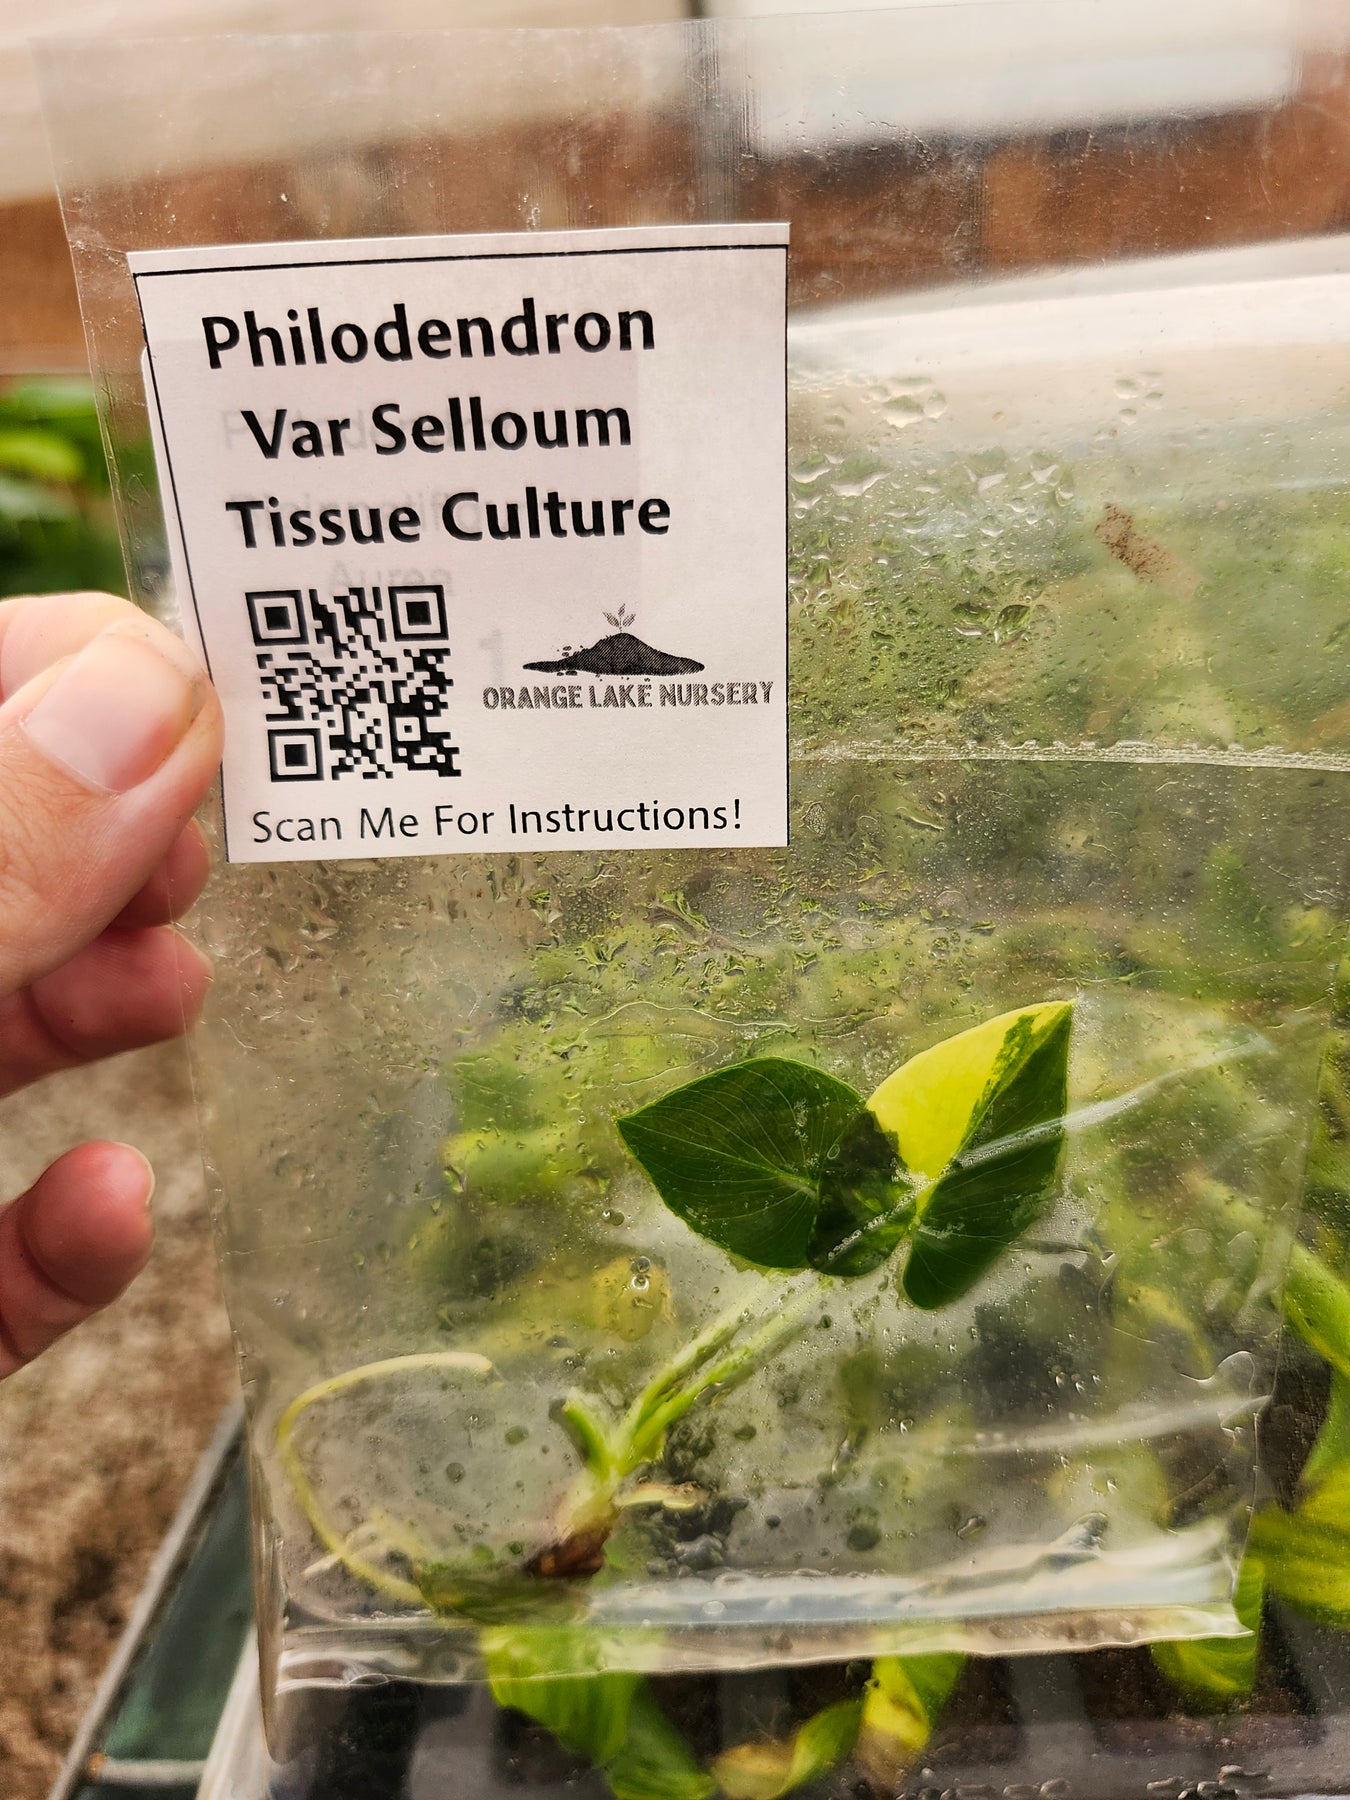 Philodendron
Var Selloum
Tissue Culture
ORANGE LAKE NURSERY
Scan Me For Instructions!